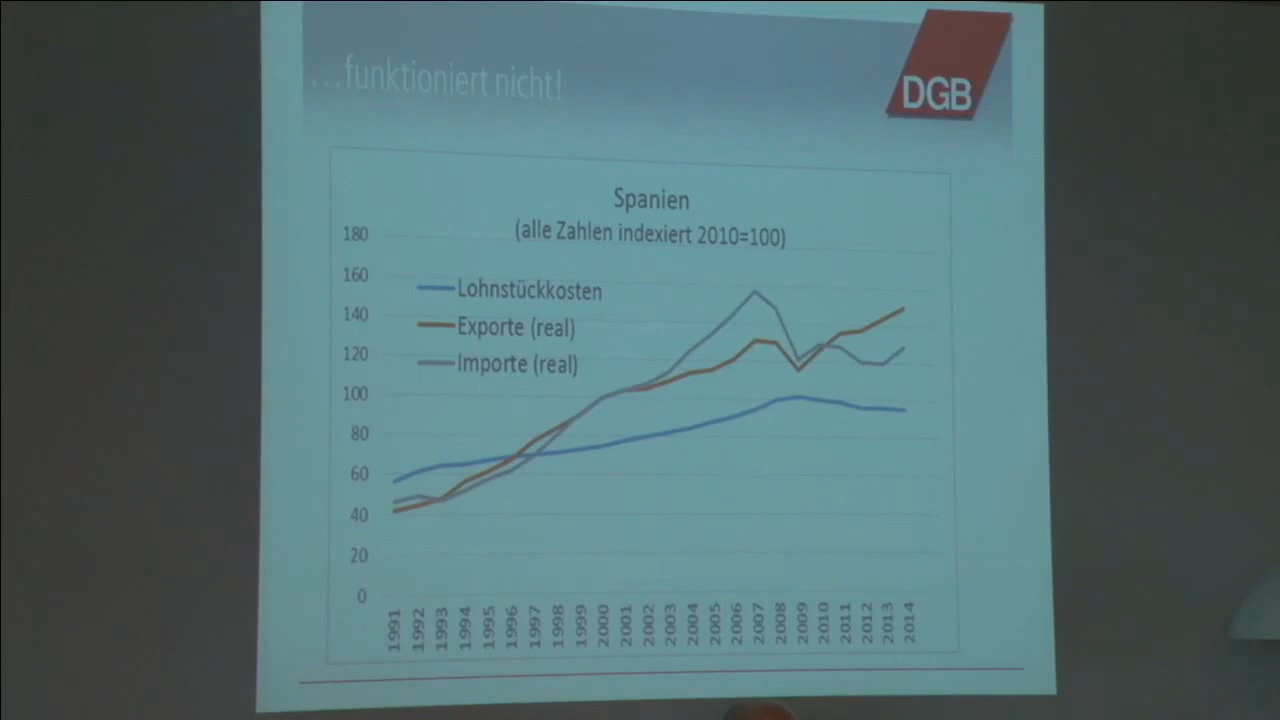 ...funktioniert nicht!
DGB
Spanien
(alle Zahlen indexiert 2010=100)
180
160
140
120
100
80
60
40
20
0
Lohnstückkosten
Exporte (real)
Importe (real)
1991 1992 1993 1994 1995 1996 1997 1998 1999 2000 2001 2002 2003 2004 2005 2006 2007 2008 2009 2010 2011 2012 2013 2014